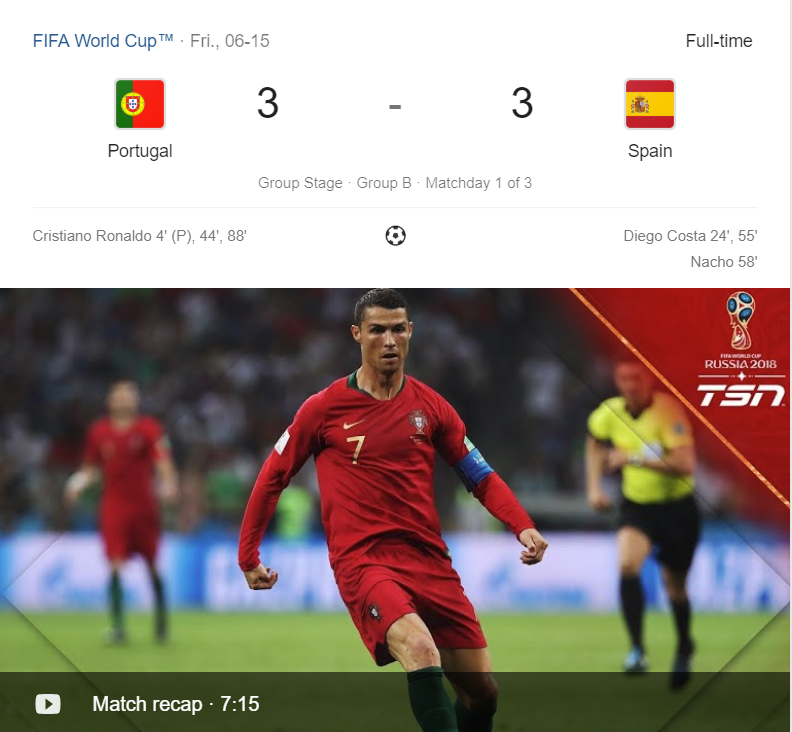 FIFA World Cup™ · Fri., 06-15
Full-time
3 - 3
Portugal
Spain
Group Stage · Group B · Matchday 1 of 3
Cristiano Ronaldo 4' (P), 44', 88'
Diego Costa 24', 55'
Nacho 58'
FIFA WORLD CUP
RUSSIA 2018
TSN
7
Match recap · 7:15